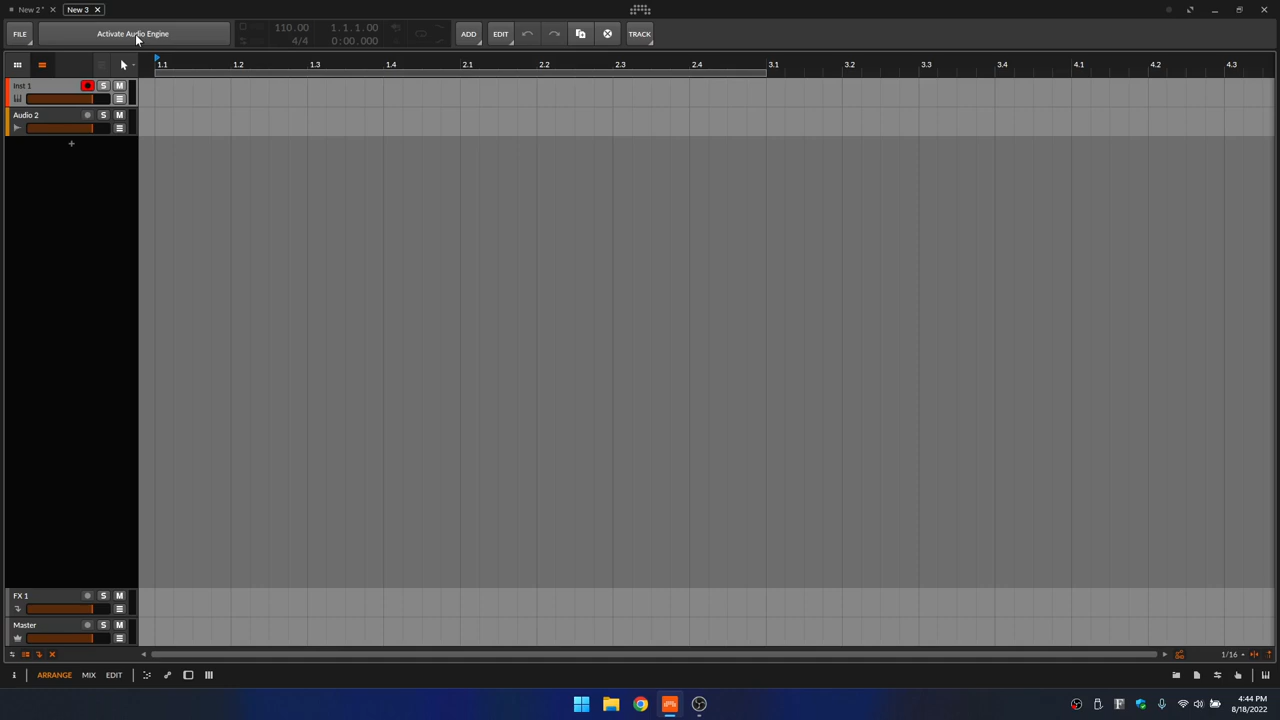 New 2 *
New 3
FILE
Activate Audio Engine
110.00
4/4
1.1.1.00
0:00.000
ADD
EDIT
TRACK
1.1
1.2
1.3
1.4
2.1
2.2
2.3
2.4
3.1
3.2
3.3
3.4
4.1
4.2
4.3
Inst 1
S
M
Audio 2
S
M
+
FX 1
S
M
Master
S
M
1/16
i
ARRANGE
MIX
EDIT
4:44 PM
8/18/2022